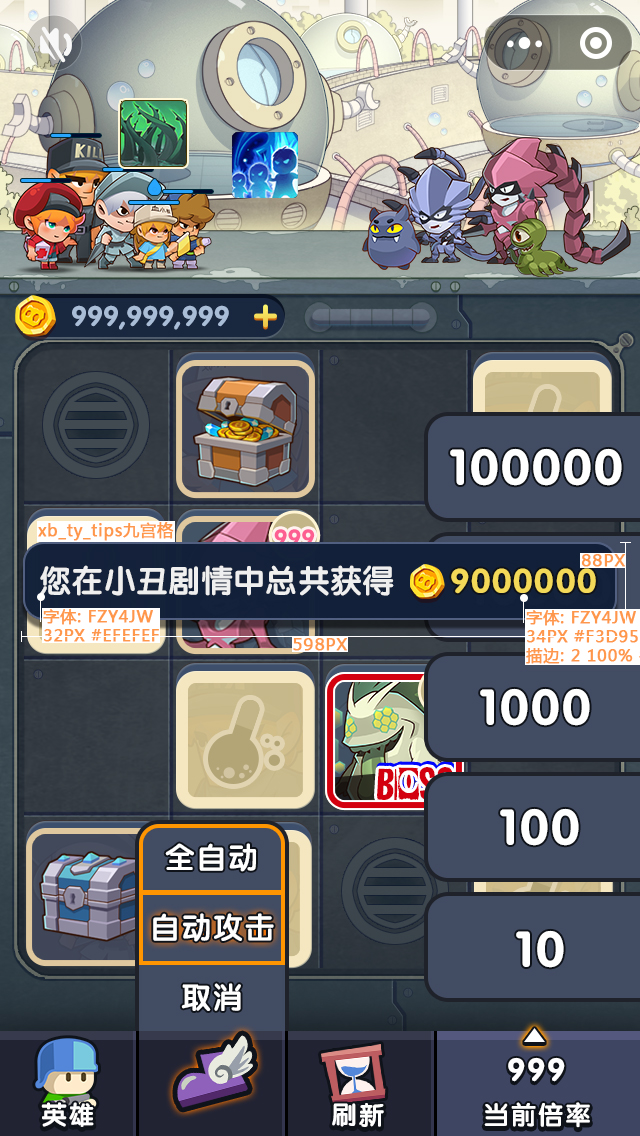 KILL
999,999,999
100000
999
xb_ty_tips九宫格
88PX
您在小丑剧情中总共获得 9000000
字体: FZY4JW
32PX #EFEFEF
字体: FZY4JW
34PX #F3D95
描边: 2 100%
598PX
1000
BOSS
100
全自动
自动攻击
10
取消
999
英雄
刷新
当前倍率